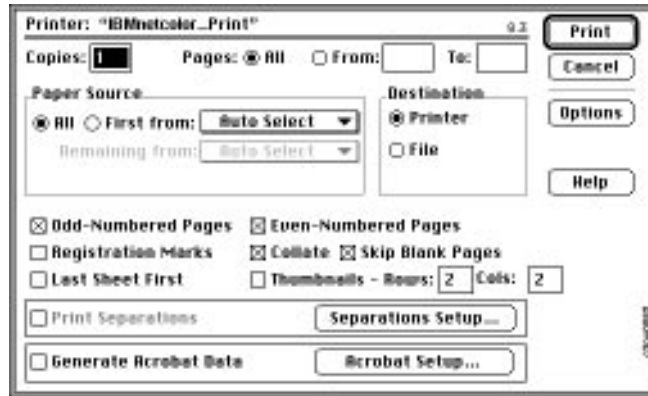 Printer: "IBMnetcolor_Print" Print
Copies: 1 Pages: All From: To: Cancel
Paper Source Destination
All First from: Auto Select Printer Options
Remaining from: Auto Select File
Help
Odd-Numbered Pages Even-Numbered Pages
Registration Marks Collate Skip Blank Pages
Last Sheet First Thumbnails - Rows: 2 Cols: 2
Print Separations Separations Setup...
Generate Acrobat Data Acrobat Setup...